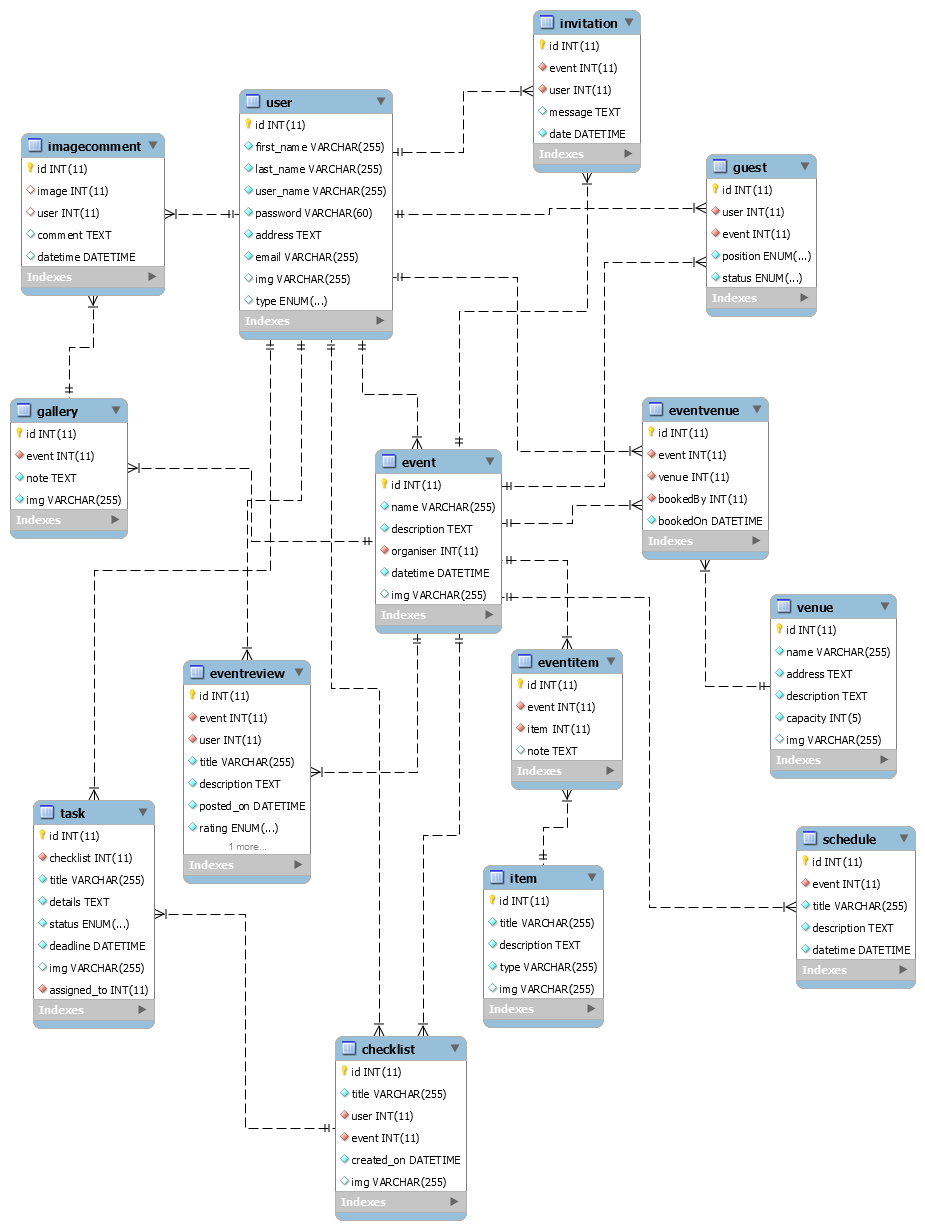 invitation
id INT(11)
event INT(11)
user INT(11)
message TEXT
date DATETIME
Indexes
user
id INT(11)
first_name VARCHAR(255)
last_name VARCHAR(255)
user_name VARCHAR(255)
password VARCHAR(60)
address TEXT
email VARCHAR(255)
img VARCHAR(255)
type ENUM(...)
Indexes
imagecomment
id INT(11)
image INT(11)
user INT(11)
comment TEXT
datetime DATETIME
Indexes
guest
id INT(11)
user INT(11)
event INT(11)
position ENUM(...)
status ENUM(...)
Indexes
gallery
id INT(11)
event INT(11)
note TEXT
img VARCHAR(255)
Indexes
event
id INT(11)
name VARCHAR(255)
description TEXT
organiser INT(11)
datetime DATETIME
img VARCHAR(255)
Indexes
eventvenue
id INT(11)
event INT(11)
venue INT(11)
bookedBy INT(11)
bookedOn DATETIME
Indexes
venue
id INT(11)
name VARCHAR(255)
address TEXT
description TEXT
capacity INT(5)
img VARCHAR(255)
Indexes
eventreview
id INT(11)
event INT(11)
user INT(11)
title VARCHAR(255)
description TEXT
posted_on DATETIME
rating ENUM(...)
1 more...
Indexes
eventitem
id INT(11)
event INT(11)
item INT(11)
note TEXT
Indexes
task
id INT(11)
checklist INT(11)
title VARCHAR(255)
details TEXT
status ENUM(...)
deadline DATETIME
img VARCHAR(255)
assigned_to INT(11)
Indexes
item
id INT(11)
title VARCHAR(255)
description TEXT
type VARCHAR(255)
img VARCHAR(255)
Indexes
schedule
id INT(11)
event INT(11)
title VARCHAR(255)
description TEXT
datetime DATETIME
Indexes
checklist
id INT(11)
title VARCHAR(255)
user INT(11)
event INT(11)
created_on DATETIME
img VARCHAR(255)
Indexes